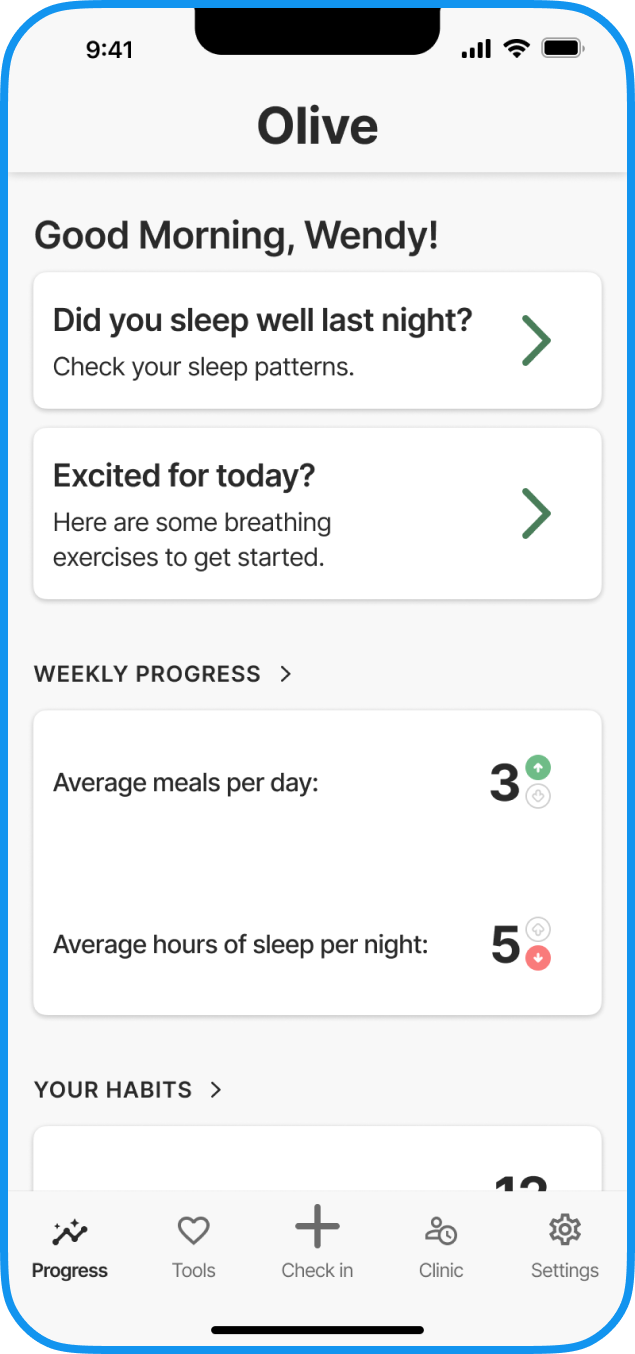 9:41
Olive
Good Morning, Wendy!
Did you sleep well last night?
Check your sleep patterns.
Excited for today?
Here are some breathing
exercises to get started.
WEEKLY PROGRESS
Average meals per day: 3
Average hours of sleep per night: 5
YOUR HABITS
Progress Tools Check in Clinic Settings